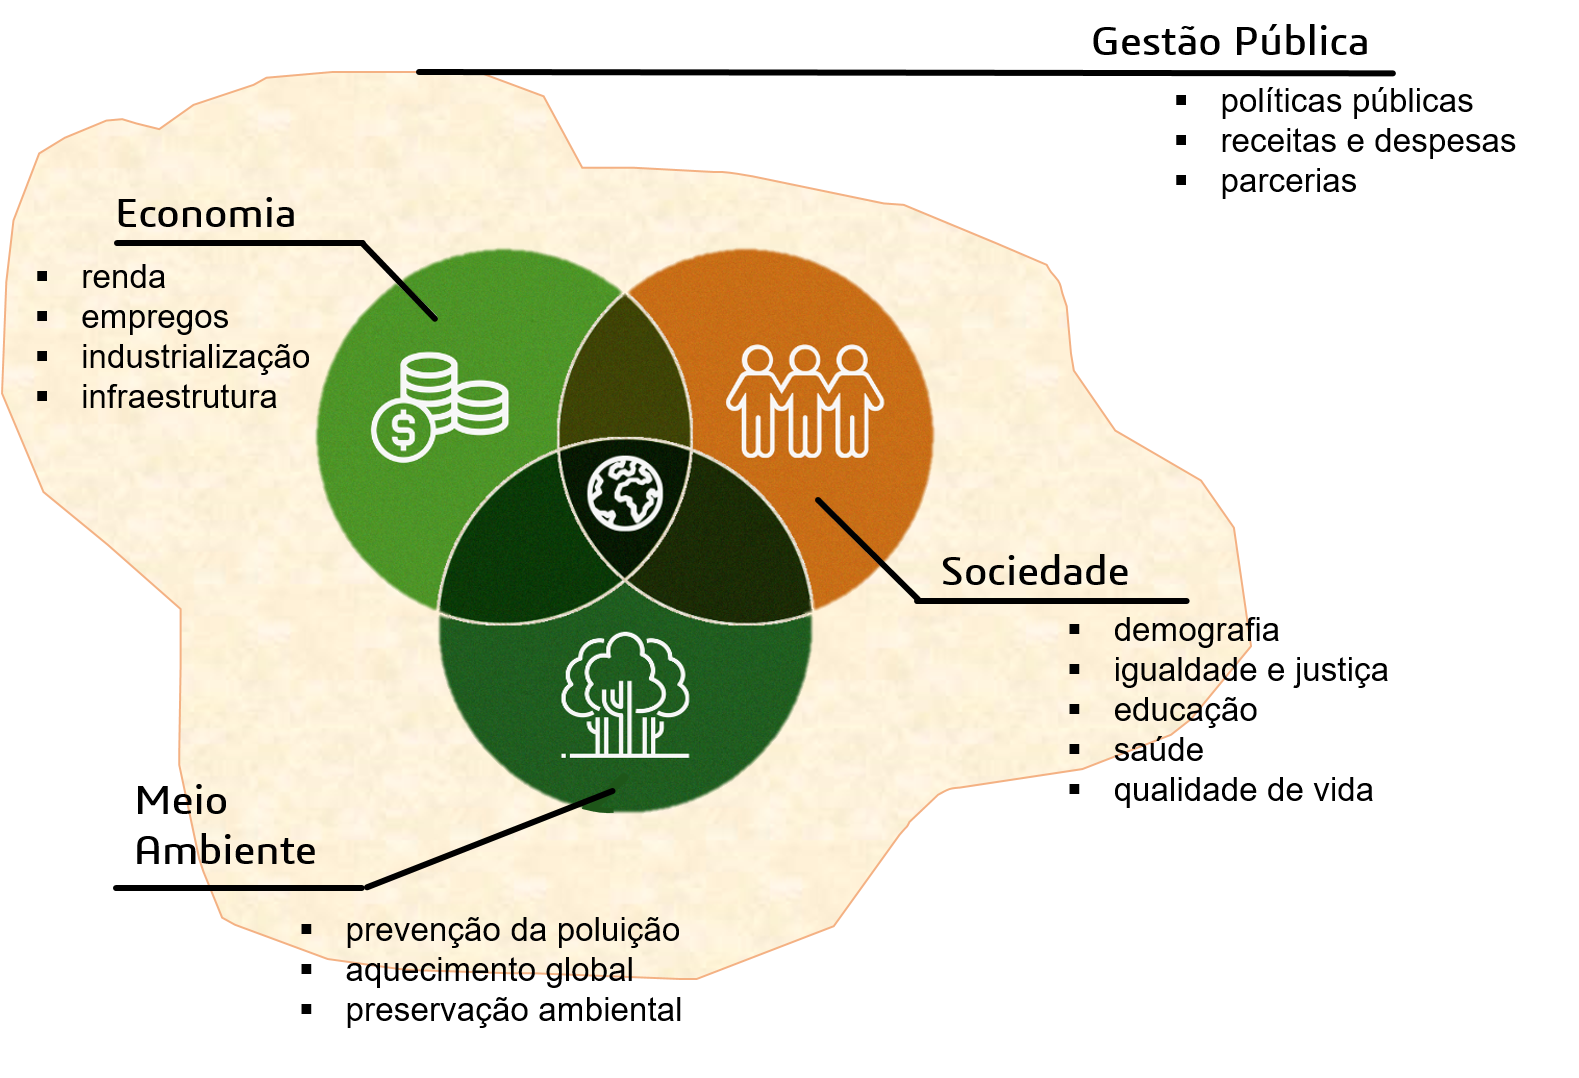 Gestão Pública
▪ políticas públicas
▪ receitas e despesas
▪ parcerias
Economia
▪ renda
▪ empregos
▪ industrialização
▪ infraestrutura
$
Sociedade
▪ demografia
▪ igualdade e justiça
▪ educação
▪ saúde
▪ qualidade de vida
Meio
Ambiente
▪ prevenção da poluição
▪ aquecimento global
▪ preservação ambiental